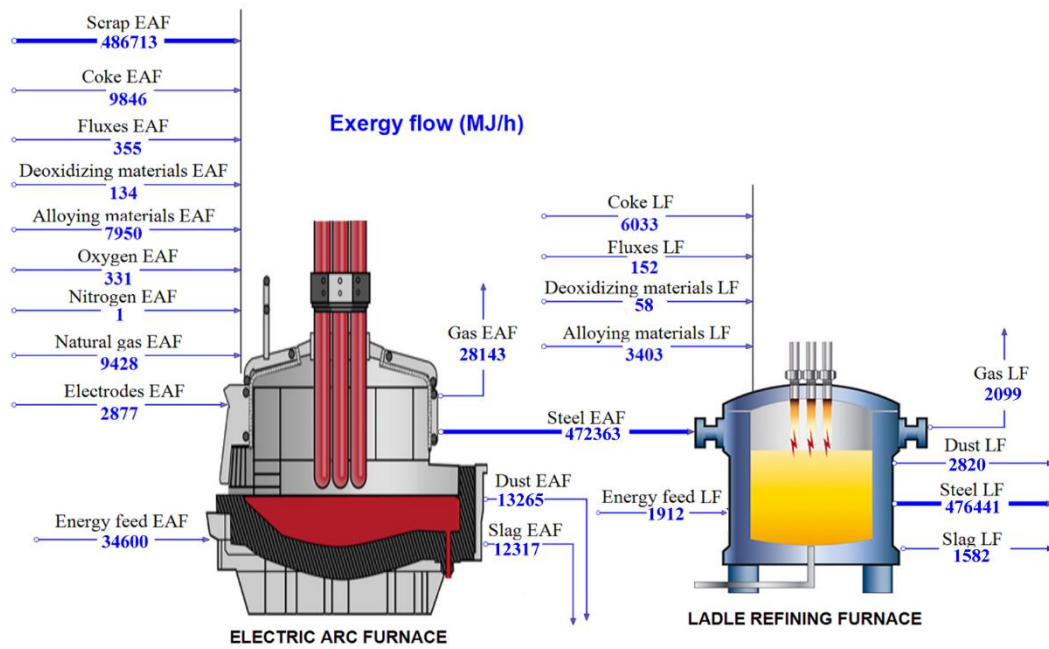 Scrap EAF
486713
Coke EAF
9846
Fluxes EAF
355
Deoxidizing materials EAF
134
Alloying materials EAF
7950
Oxygen EAF
331
Nitrogen EAF
1
Natural gas EAF
9428
Electrodes EAF
2877
Energy feed EAF
34600
Exergy flow (MJ/h)
Gas EAF
28143
Steel EAF
472363
Dust EAF
13265
Slag EAF
12317
ELECTRIC ARC FURNACE
Coke LF
6033
Fluxes LF
152
Deoxidizing materials LF
58
Alloying materials LF
3403
Energy feed LF
1912
Gas LF
2099
Dust LF
2820
Steel LF
476441
Slag LF
1582
LADLE REFINING FURNACE